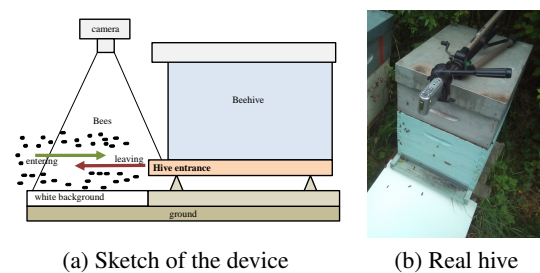 camera
Beehive
Bees
entering
leaving
Hive entrance
white background
ground
(a) Sketch of the device
(b) Real hive